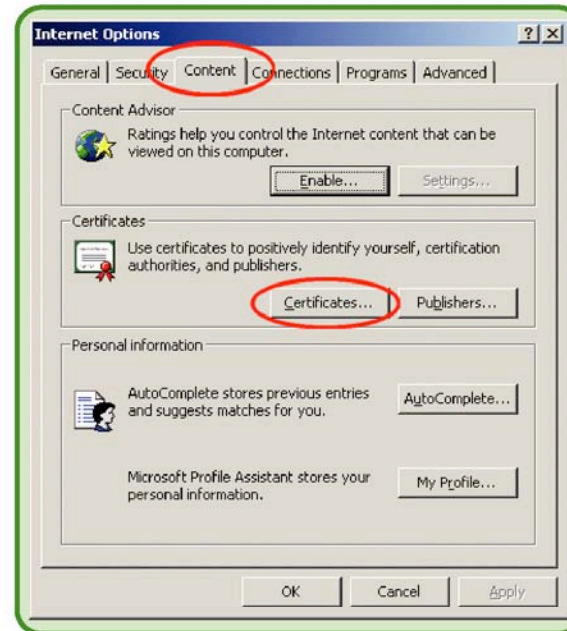 Internet Options
? X
General Security Content Connections Programs Advanced
Content Advisor
Ratings help you control the Internet content that can be
viewed on this computer.
Enable... Settings...
Certificates
Use certificates to positively identify yourself, certification
authorities, and publishers.
Certificates... Publishers...
Personal information
AutoComplete stores previous entries
and suggests matches for you.
AutoComplete...
Microsoft Profile Assistant stores your
personal information.
My Profile...
OK Cancel Apply